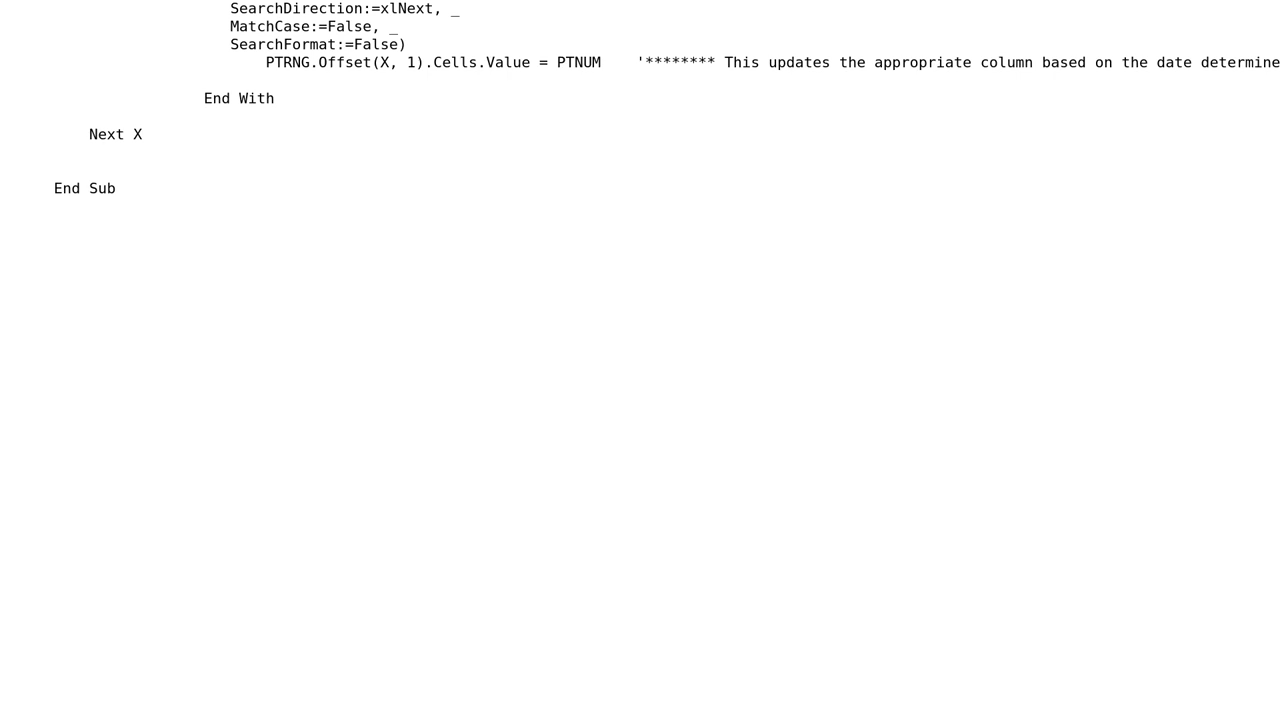 SearchDirection:=xlNext, _
MatchCase:=False, _
SearchFormat:=False)
PTRNG.Offset(X, 1).Cells.Value = PTNUM    '******** This updates the appropriate column based on the date determine
End With
Next X
End Sub